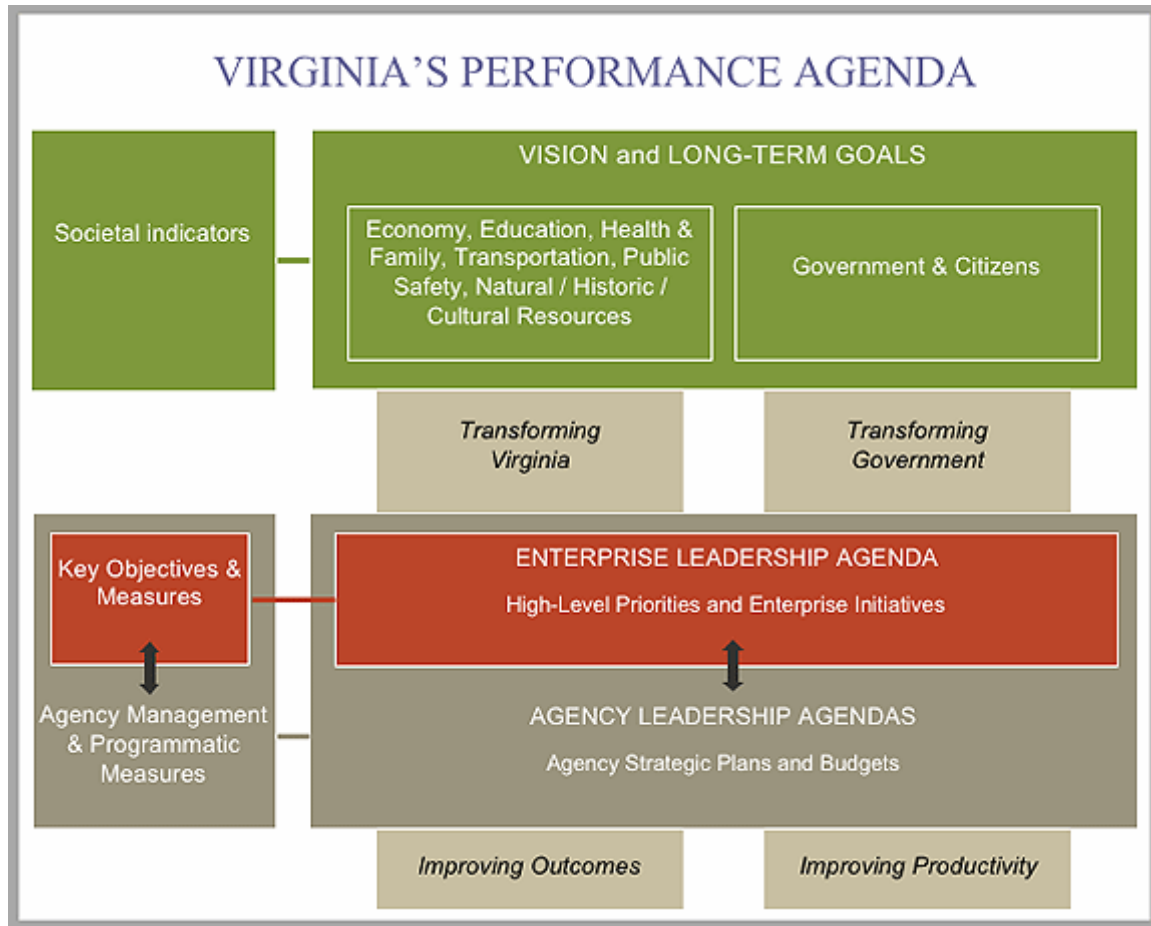 VIRGINIA'S PERFORMANCE AGENDA
Societal indicators
VISION and LONG-TERM GOALS
Economy, Education, Health &
Family, Transportation, Public
Safety, Natural / Historic /
Cultural Resources
Government & Citizens
Transforming
Virginia
Transforming
Government
Key Objectives &
Measures
ENTERPRISE LEADERSHIP AGENDA
High-Level Priorities and Enterprise Initiatives
Agency Management
& Programmatic
Measures
AGENCY LEADERSHIP AGENDAS
Agency Strategic Plans and Budgets
Improving Outcomes
Improving Productivity